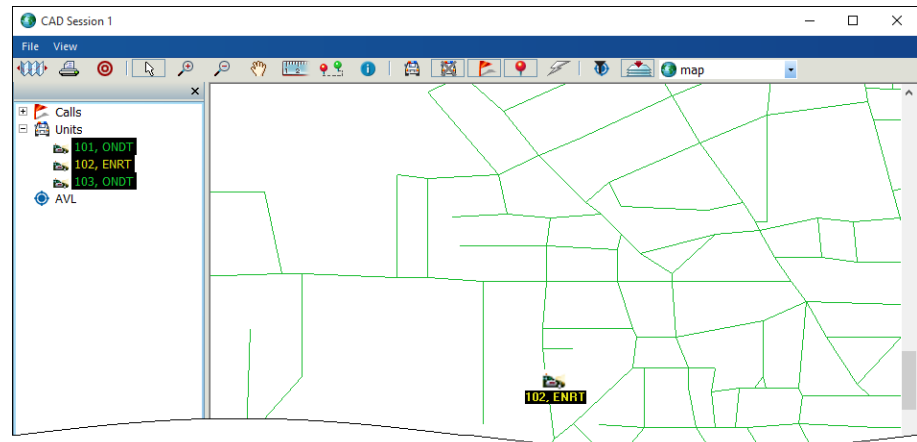 CAD Session 1
File View
map
Calls
Units
101, ONDT
102, ENRT
103, ONDT
AVL
102, ENRT